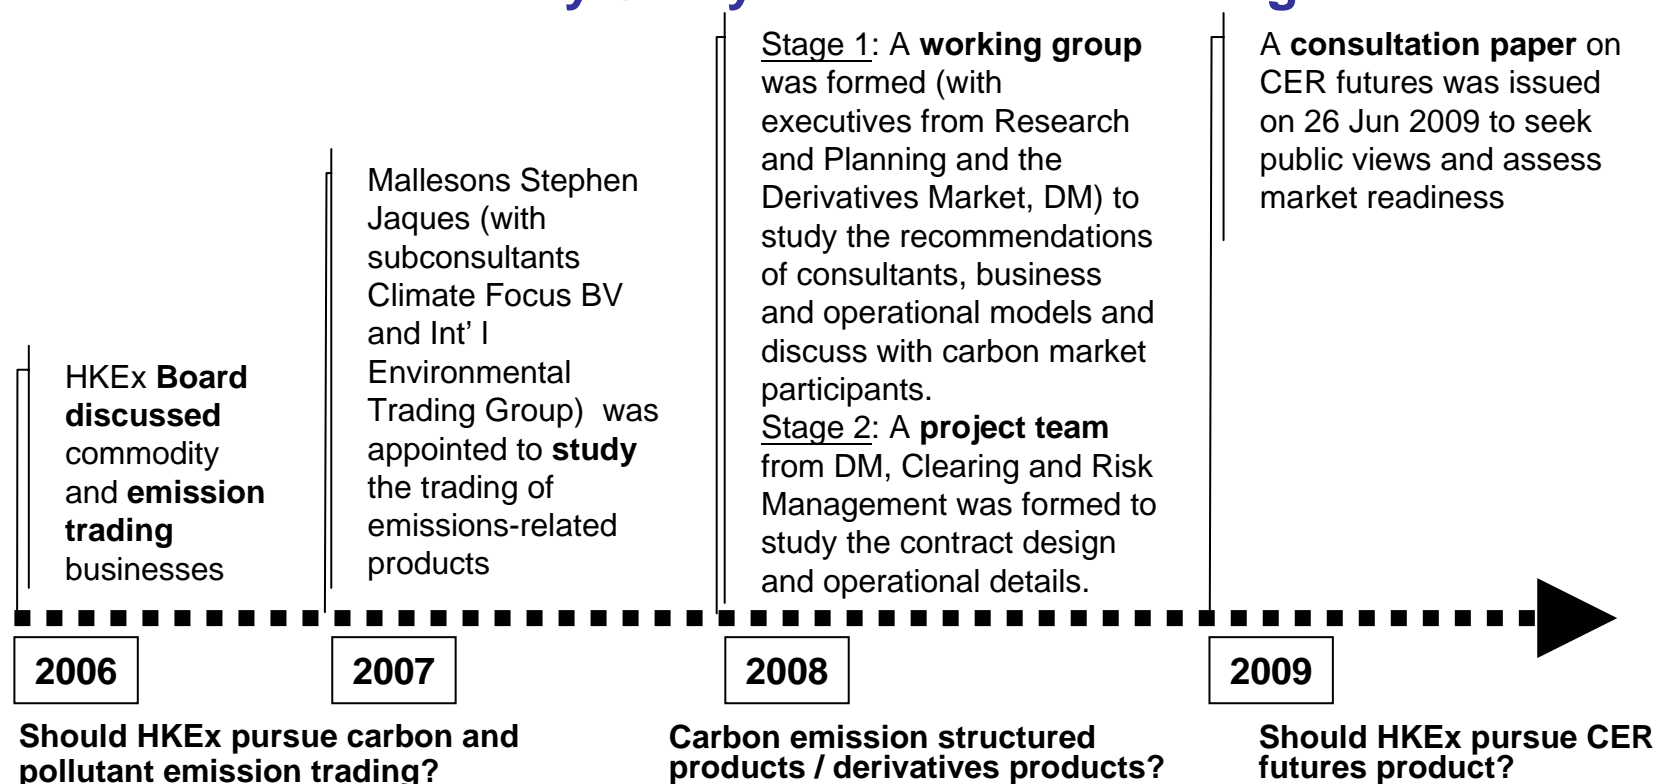 HKEx Board
discussed
commodity
and emission
trading
businesses
Mallesons Stephen
Jaques (with
subconsultants
Climate Focus BV
and Int' l
Environmental
Trading Group)  was
appointed to study
the trading of
emissions-related
products
Stage 1: A working group
was formed (with
executives from Research
and Planning and the
Derivatives Market, DM) to
study the recommendations
of consultants, business
and operational models and
discuss with carbon market
participants.
Stage 2: A project team
from DM, Clearing and Risk
Management was formed to
study the contract design
and operational details.
A consultation paper on
CER futures was issued
on 26 Jun 2009 to seek
public views and assess
market readiness
2006
2007
2008
2009
Should HKEx pursue carbon and
pollutant emission trading?
Carbon emission structured
products / derivatives products?
Should HKEx pursue CER
futures product?